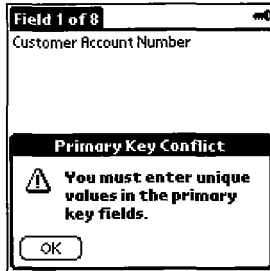 Field 1 of 8
Customer Account Number
Primary Key Conflict
You must enter unique
values in the primary
key fields.
OK